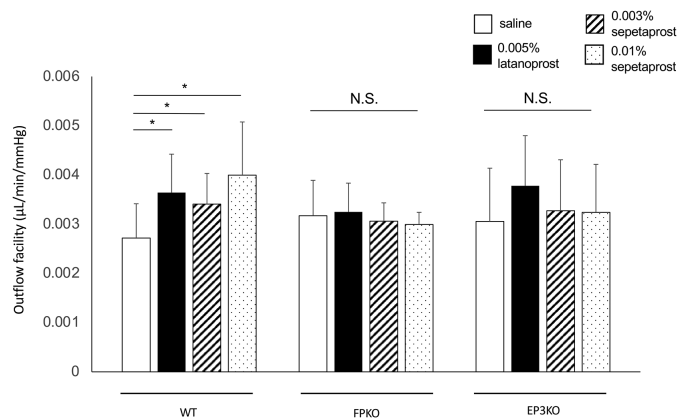 saline
0.003%
sepetaprost
0.005%
latanoprost
0.01%
sepetaprost
Outflow facility (µL/min/mmHg)
0.006
0.005
0.004
0.003
0.002
0.001
0
*
*
*
N.S.
N.S.
WT
FPKO
EP3KO